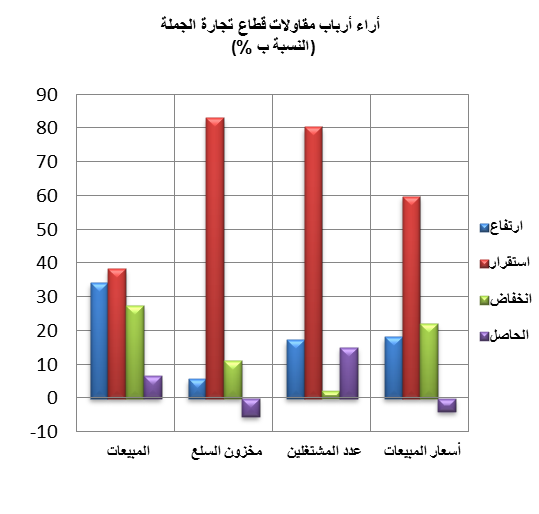 أراء أرباب مقاولات قطاع تجارة الجملة
(النسبة ب %)
90
80
70
60
50
40
30
20
10
0
-10
المبيعات
مخزون السلع
عدد المشتغلين
أسعار المبيعات
ارتفاع
استقرار
انخفاض
الحاصل